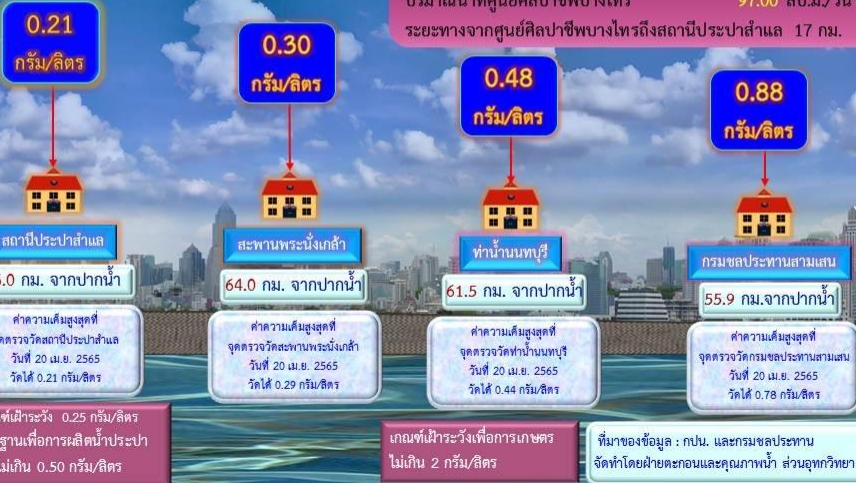 ปริมาณน้ำที่ศูนย์ศิลปาชีพบางไทร 97.00 ลบ.ม./วิน
ระยะทางจากศูนย์ศิลปาชีพบางไทรถึงสถานีประปาสำแล 17 กม.
0.21
กรัม/ลิตร
0.30
กรัม/ลิตร
0.48
กรัม/ลิตร
0.88
กรัม/ลิตร
สถานีประปาสำแล
.0 กม. จากปากน้ำ
ค่าความเค็มสูงสุดที่
ดตรวจวัดสถานีประปาสำแล
วันที่ 20 เม.ย. 2565
วัดได้ 0.21 กรัม/ลิตร
สะพานพระนั่งเกล้า
64.0 กม. จากปากน้ำ
ค่าความเค็มสูงสุดที่
จุดตรวจวัดสะพานพระนั่งเกล้า
วันที่ 20 เม.ย. 2565
วัดได้ 0.29 กรัม/ลิตร
ท่าน้ำนนทบุรี
61.5 กม. จากปากน้ำ
ค่าความเค็มสูงสุดที่
จุดตรวจวัดท่าน้ำนนทบุรี
วันที่ 20 เม.ย. 2565
วัดได้ 0.44 กรัม/ลิตร
กรมชลประทานสามเสน
55.9 กม.จากปากน้ำ
ค่าความเค็มสูงสุดที่
จุดตรวจวัดกรมชลประทานสามเสน
วันที่ 20 เม.ย. 2565
วัดได้ 0.78 กรัม/ลิตร
ฑ์เฝ้าระวัง 0.25 กรัม/ลิตร
ฐานเพื่อการผลิตน้ำประปา
ม่เกิน 0.50 กรัม/ลิตร
เกณฑ์เฝ้าระวังเพื่อการเกษตร
ไม่เกิน 2 กรัม/ลิตร
ที่มาของข้อมูล : กปน. และกรมชลประทาน
จัดทำโดยฝ่ายตะกอนและคุณภาพน้ำ ส่วนอุทกวิทยา